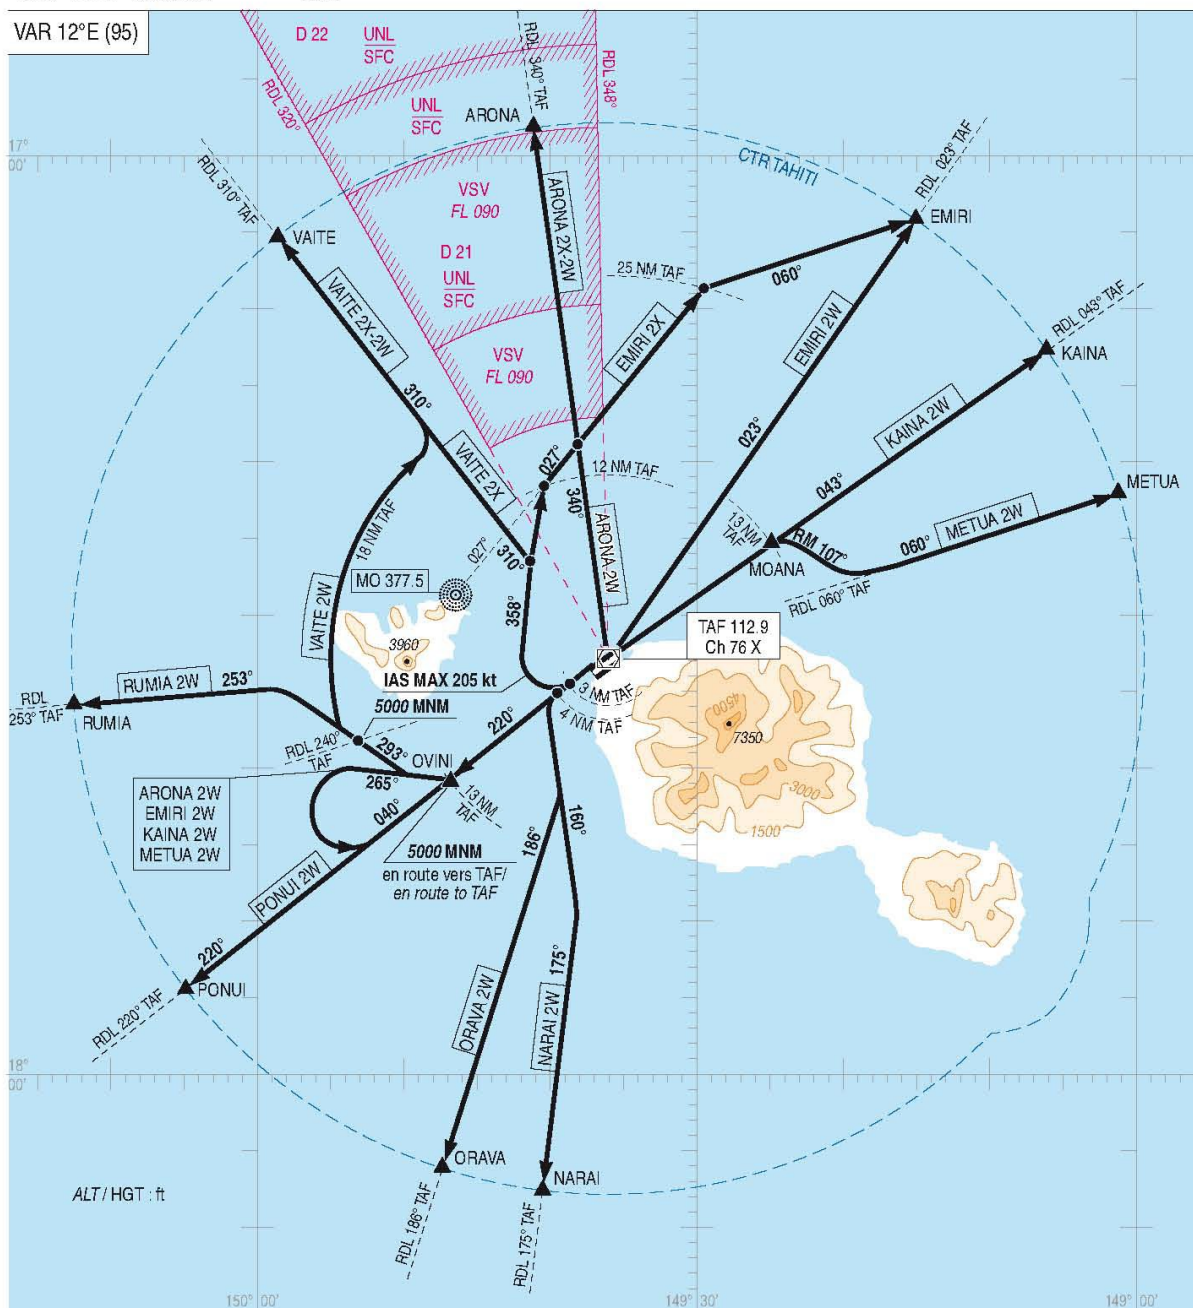 VAR 12°E (95)
D 22
UNL
SFC
RDL 340° TAF
RDL 348°
RDL 320°
UNL
SFC
ARONA
17°
00'
CTR TAHITI
RDL 023° TAF
RDL 310° TAF
VSV
FL 090
EMIRI
VAITE
ARONA 2X-2W
D 21
UNL
SFC
25 NM TAF
060°
RDL 043° TAF
VAITE 2X-2W
EMIRI 2X
EMIRI 2W
KAINA
VSV
FL 090
310°
023°
KAINA 2W
VAITE 2X
027°
12 NM TAF
METUA
340°
043°
METUA 2W
18 NM TAF
13 NM
TAF
027°
310°
ARONA 2W
RM 107°
060°
MOANA
MO 377.5
RDL 060° TAF
358°
VAITE 2W
TAF 112.9
Ch 76 X
3960
IAS MAX 205 kt
3 NM TAF
RUMIA 2W
253°
RDL
253° TAF
RUMIA
5000 MNM
4 NM TAF
220°
4500
7350
RDL 240°
TAF
293°
OVINI
265°
13 NM
TAF
ARONA 2W
EMIRI 2W
KAINA 2W
METUA 2W
040°
3000
1500
160°
186°
5000 MNM
en route vers TAF/
en route to TAF
PONUI 2W
220°
175°
PONUI
RDL 220° TAF
ORAVA 2W
NARAI 2W
18°
00'
ORAVA
NARAI
ALT / HGT : ft
RDL 186° TAF
RDL 175° TAF
150° 00'
149° 30'
149° 00'